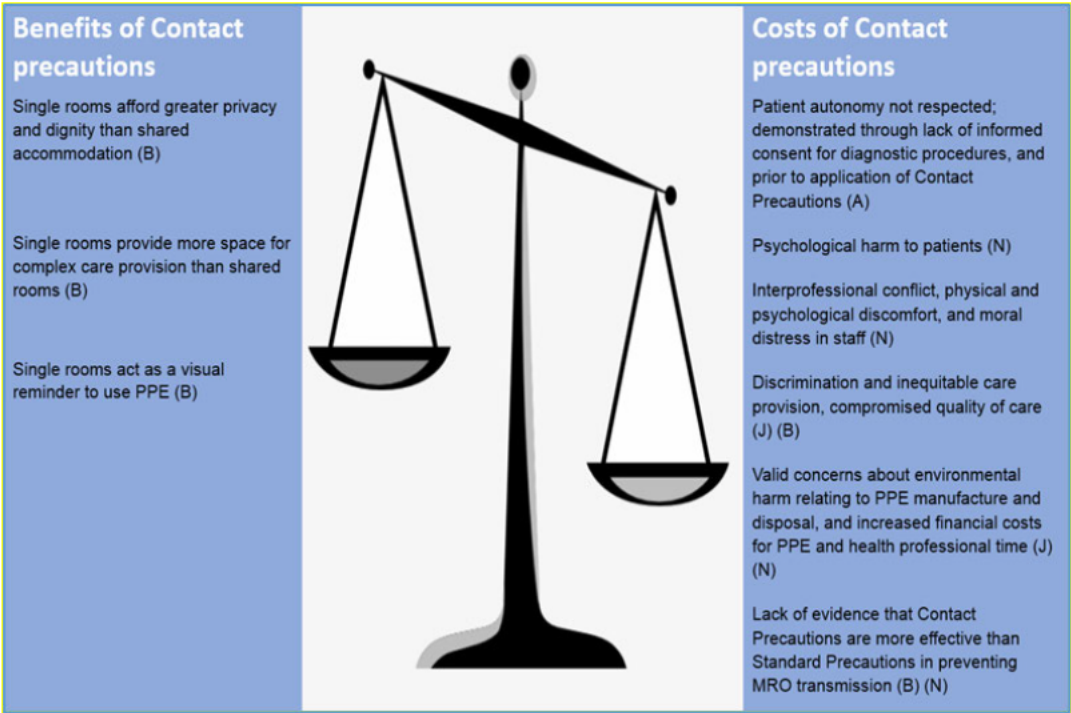 Benefits of Contact
precautions
Single rooms afford greater privacy
and dignity than shared
accommodation (B)
Single rooms provide more space for
complex care provision than shared
rooms (B)
Single rooms act as a visual
reminder to use PPE (B)
Costs of Contact
precautions
Patient autonomy not respected;
demonstrated through lack of informed
consent for diagnostic procedures, and
prior to application of Contact
Precautions (A)
Psychological harm to patients (N)
Interprofessional conflict, physical and
psychological discomfort, and moral
distress in staff (N)
Discrimination and inequitable care
provision, compromised quality of care
(J) (B)
Valid concerns about environmental
harm relating to PPE manufacture and
disposal, and increased financial costs
for PPE and health professional time (J)
(N)
Lack of evidence that Contact
Precautions are more effective than
Standard Precautions in preventing
MRO transmission (B) (N)